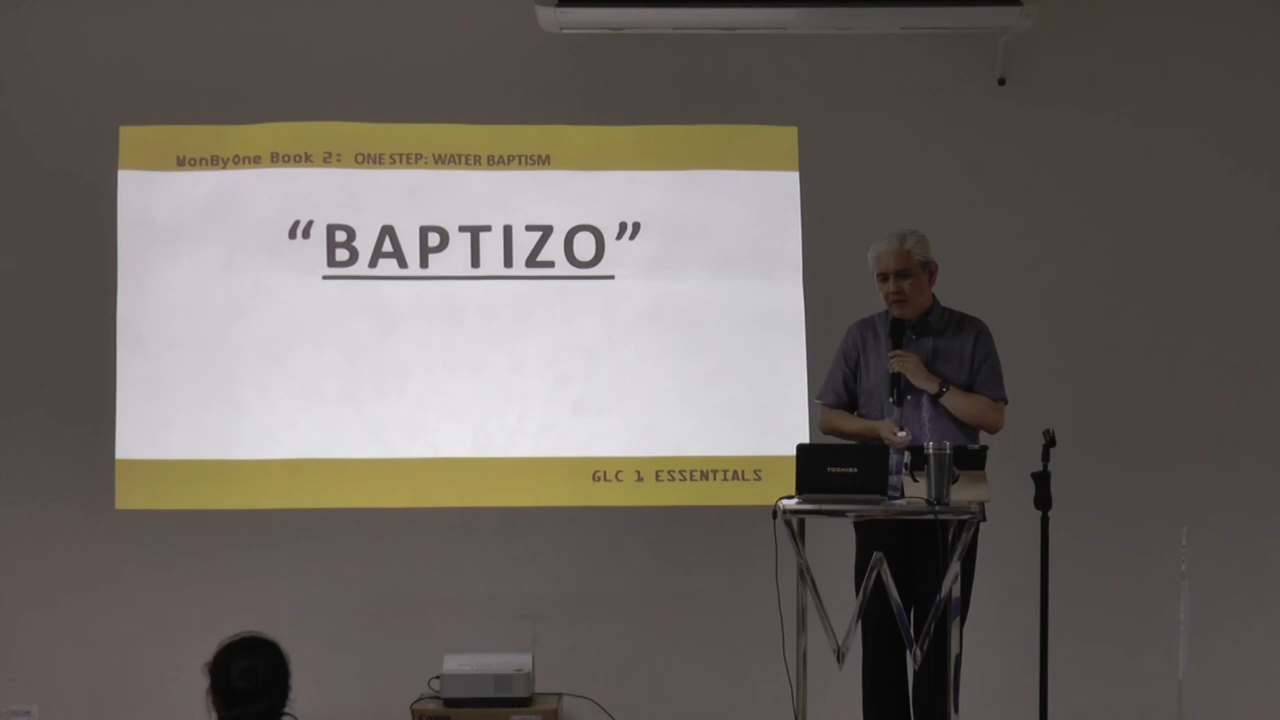 WonByOne Book 2: ONE STEP: WATER BAPTISM
“BAPTIZO”
GLC 1 ESSENTIALS
TOSHIBA